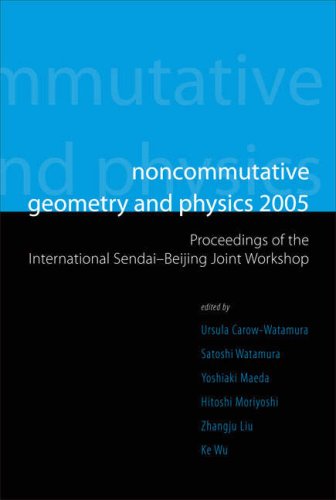 mmutative
nd physics
noncommutative
geometry and physics 2005
Proceedings of the
International Sendai–Beijing Joint Workshop
edited by
Ursula Carow-Watamura
Satoshi Watamura
Yoshiaki Maeda
Hitoshi Moriyoshi
Zhangju Liu
Ke Wu